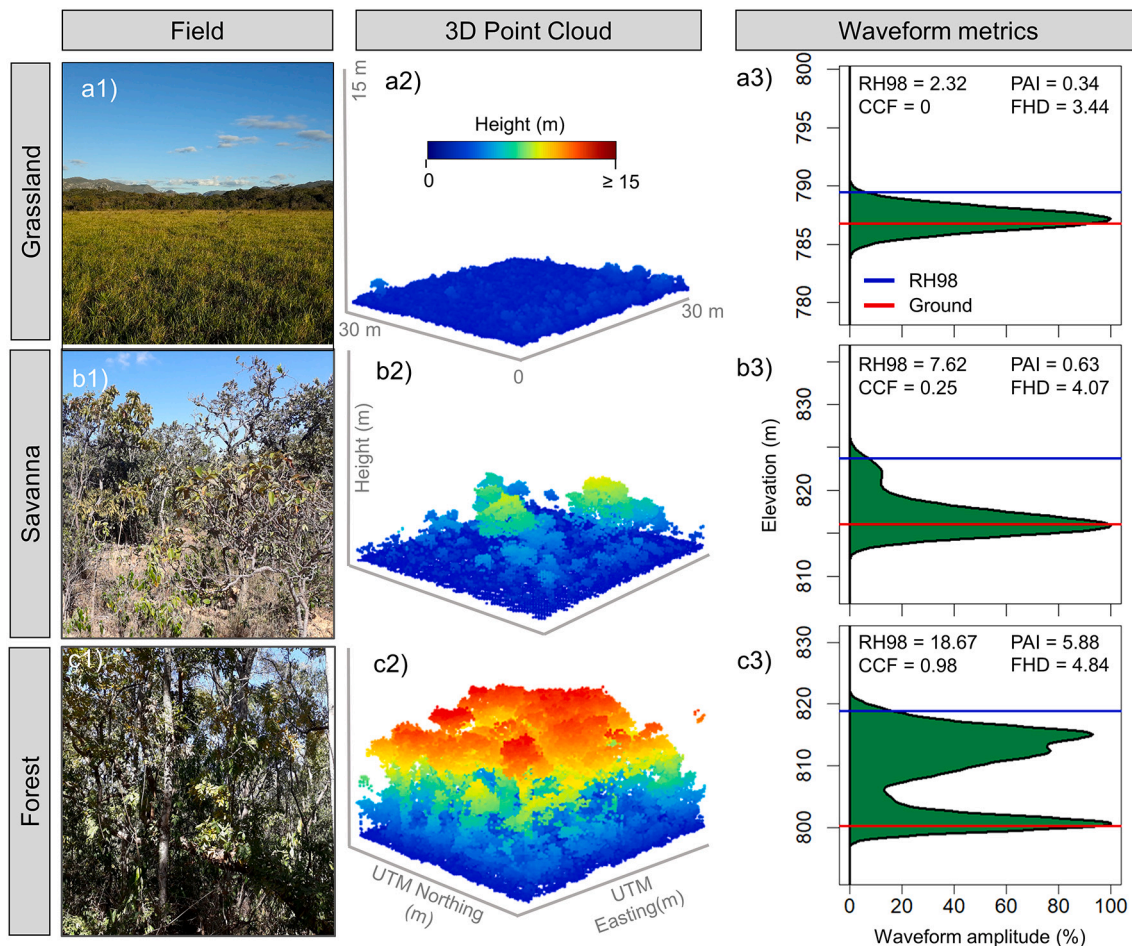 Field
3D Point Cloud
Waveform metrics
Grassland
a1)
a2)
15 m
Height (m)
0
≥ 15
30 m
30 m
0
a3)
RH98 = 2.32 PAI = 0.34
CCF = 0 FHD = 3.44
800
795
790
785
780
RH98
Ground
Savanna
b1)
b2)
Height (m)
b3)
RH98 = 7.62 PAI = 0.63
CCF = 0.25 FHD = 4.07
830
820
810
Elevation (m)
Forest
c1)
c2)
UTM Northing
(m)
UTM
Easting(m)
c3)
RH98 = 18.67 PAI = 5.88
CCF = 0.98 FHD = 4.84
830
820
810
800
0 20 40 60 80 100
Waveform amplitude (%)